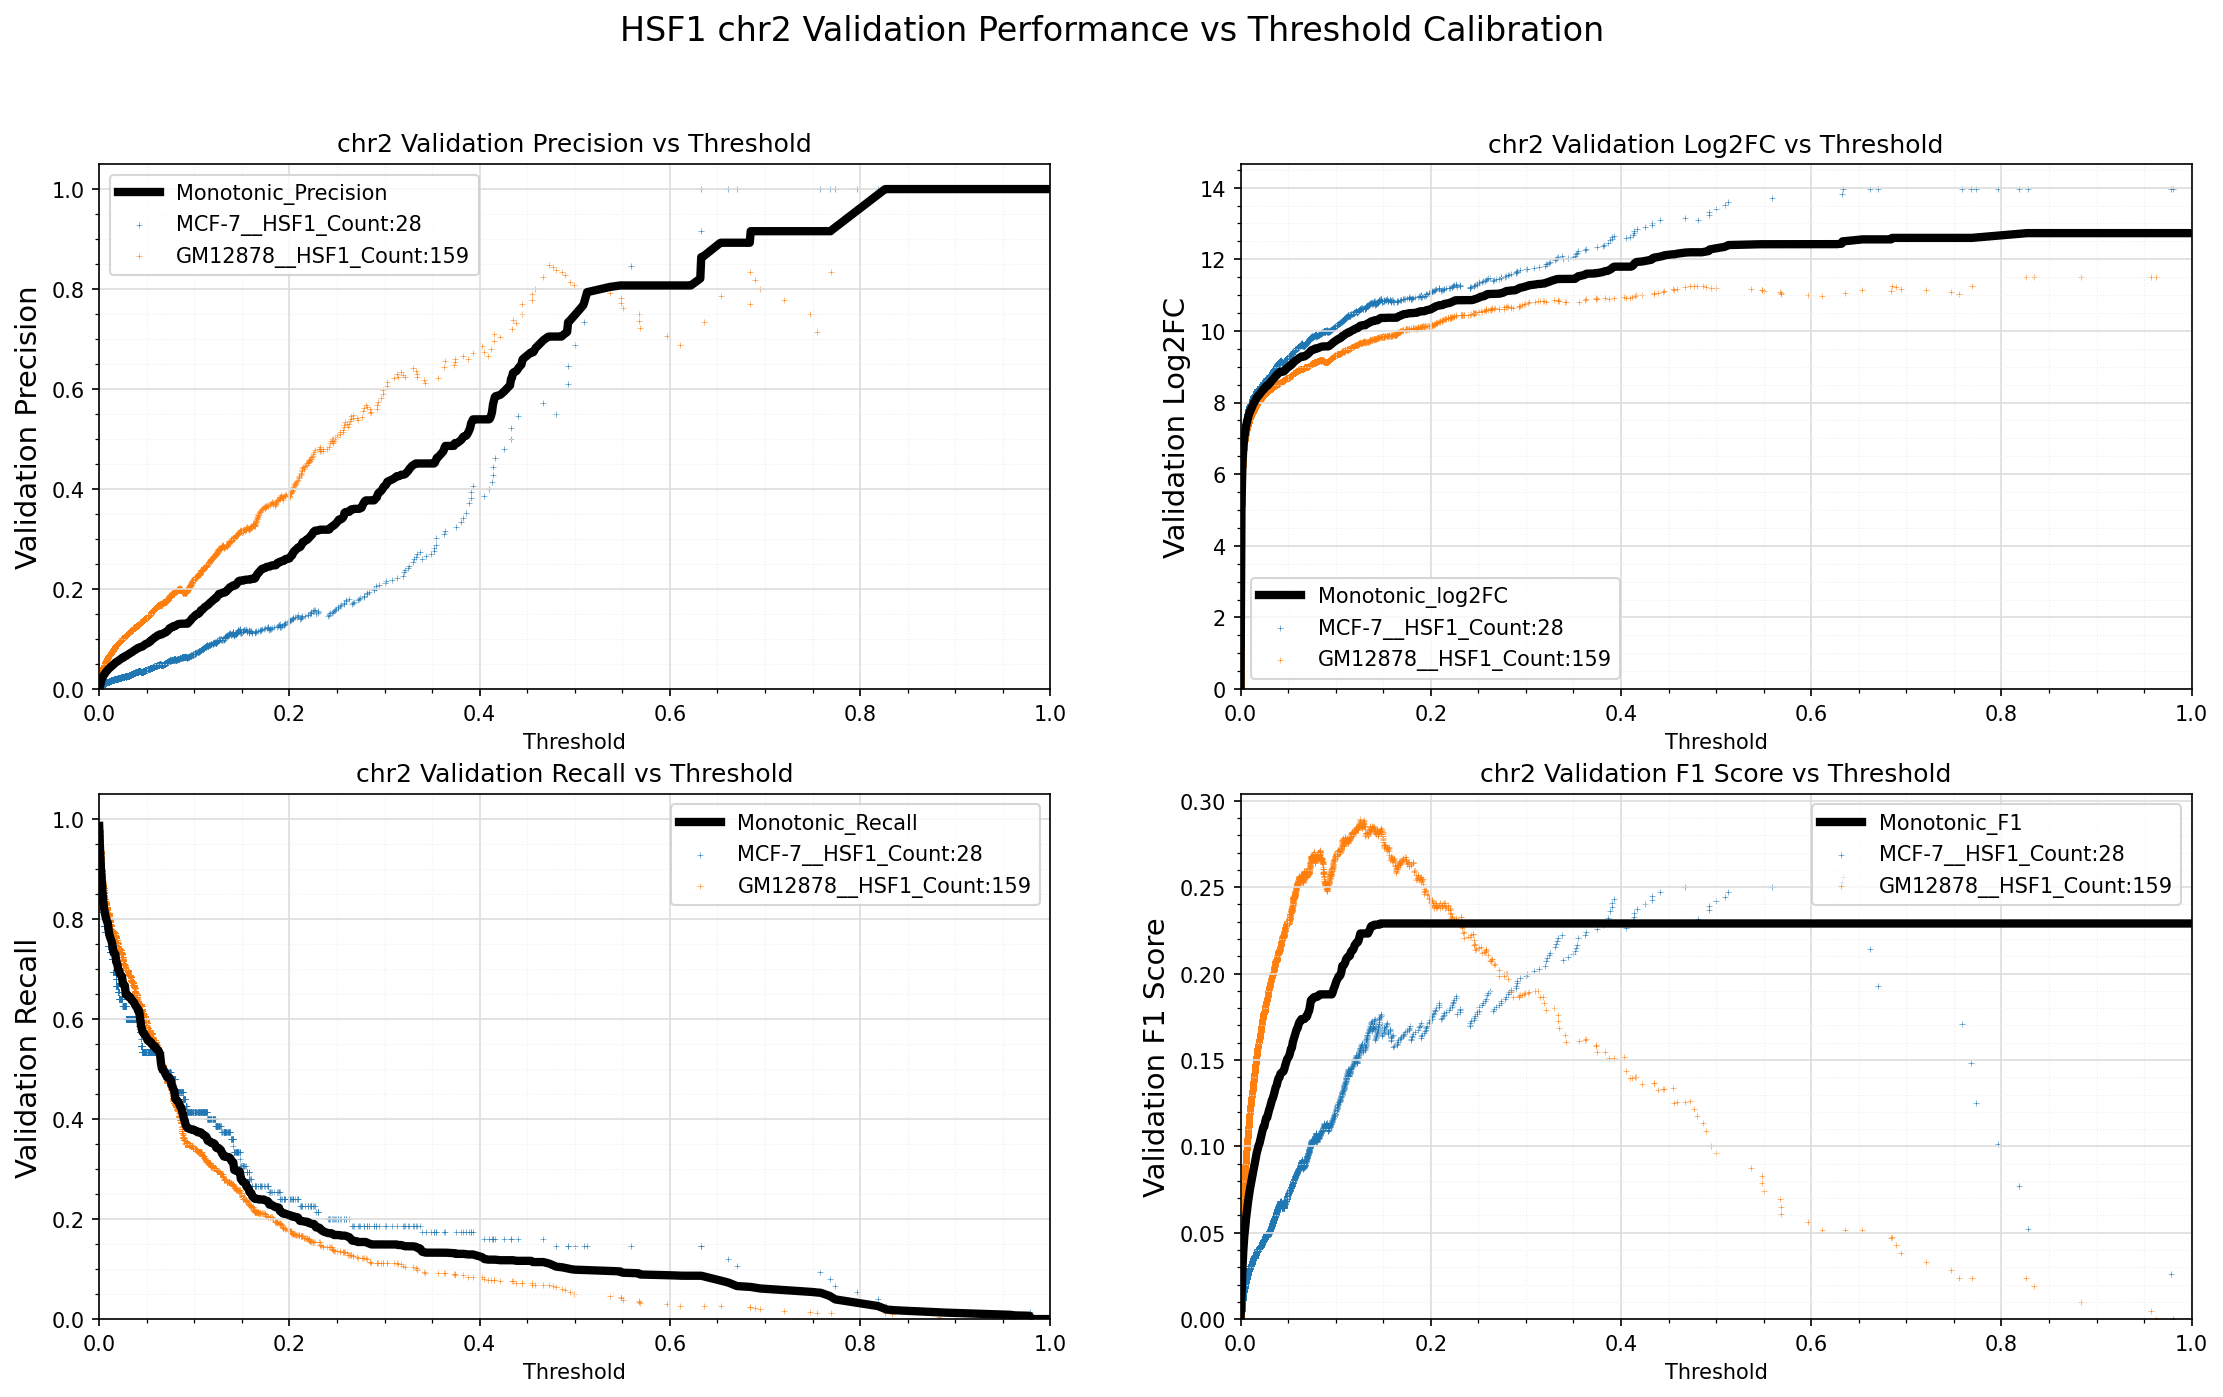 HSF1 chr2 Validation Performance vs Threshold Calibration
chr2 Validation Precision vs Threshold
Validation Precision
1.0
0.8
0.6
0.4
0.2
0.0
Monotonic_Precision
MCF-7__HSF1_Count:28
GM12878__HSF1_Count:159
0.0 0.2 0.4 0.6 0.8 1.0
Threshold
chr2 Validation Log2FC vs Threshold
Validation Log2FC
14
12
10
8
6
4
2
0
Monotonic_log2FC
MCF-7__HSF1_Count:28
GM12878__HSF1_Count:159
0.0 0.2 0.4 0.6 0.8 1.0
Threshold
chr2 Validation Recall vs Threshold
Validation Recall
1.0
0.8
0.6
0.4
0.2
0.0
Monotonic_Recall
MCF-7__HSF1_Count:28
GM12878__HSF1_Count:159
0.0 0.2 0.4 0.6 0.8 1.0
Threshold
chr2 Validation F1 Score vs Threshold
Validation F1 Score
0.30
0.25
0.20
0.15
0.10
0.05
0.00
Monotonic_F1
MCF-7__HSF1_Count:28
GM12878__HSF1_Count:159
0.0 0.2 0.4 0.6 0.8 1.0
Threshold